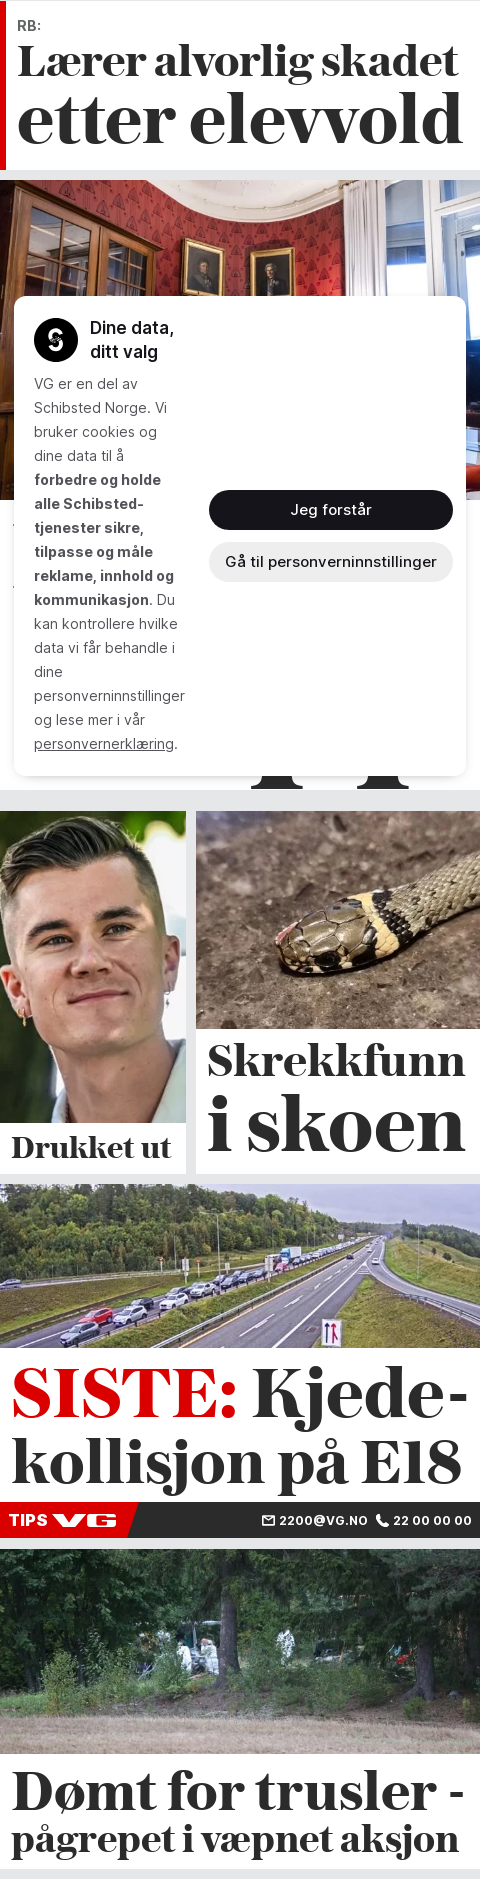 RB:
Lærer alvorlig skadet
etter elevvold
Dine data,
ditt valg
VG er en del av
Schibsted Norge. Vi
bruker cookies og
dine data til å
forbedre og holde
alle Schibsted-
tjenester sikre,
tilpasse og måle
reklame, innhold og
kommunikasjon. Du
kan kontrollere hvilke
data vi får behandle i
dine
personverninnstillinger
og lese mer i vår
personvernerklæring.
Jeg forstår
Gå til personverninnstillinger
Drukket ut
Skrekkfunn
i skoen
SISTE: Kjede-
kollisjon på E18
TIPS VG
2200@VG.NO 22 00 00 00
Dømt for trusler -
pågrepet i væpnet aksjon